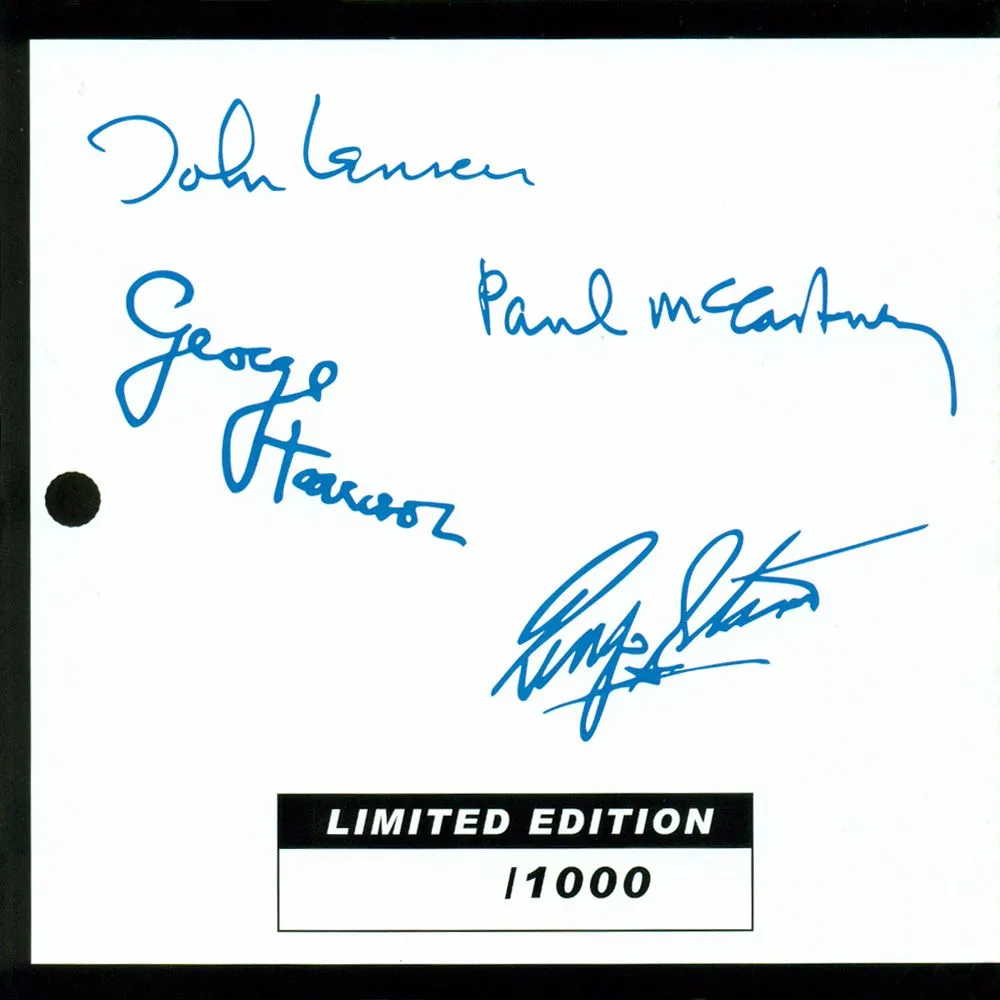 John Lennon
Paul McCartney
George
Harrison
Ringo Starr
LIMITED EDITION
/1000